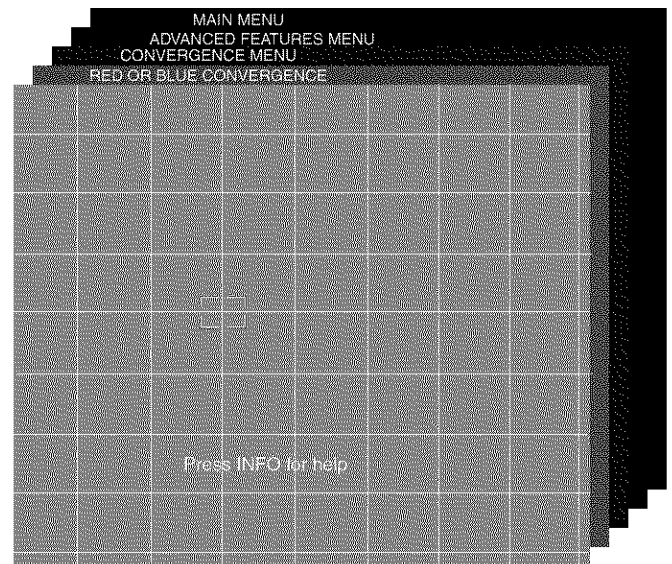 MAIN MENU
ADVANCED FEATURES MENU
CONVERGENCE MENU
RED OR BLUE CONVERGENCE
Press INFO for help